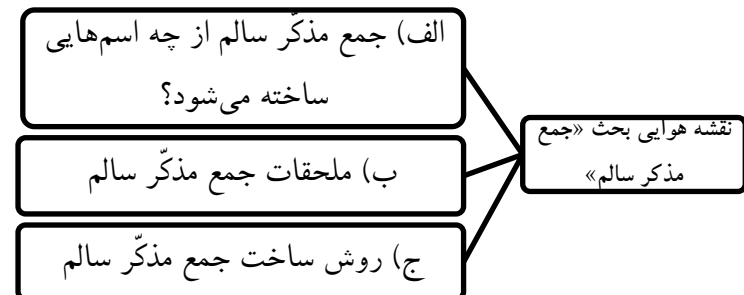 نقشه هوایی بحث «جمع
مذکر سالم»
الف) جمع مذکّر سالم از چه اسم‌هایی
ساخته می‌شود؟
ب) ملحقات جمع مذکّر سالم
ج) روش ساخت جمع مذکّر سالم